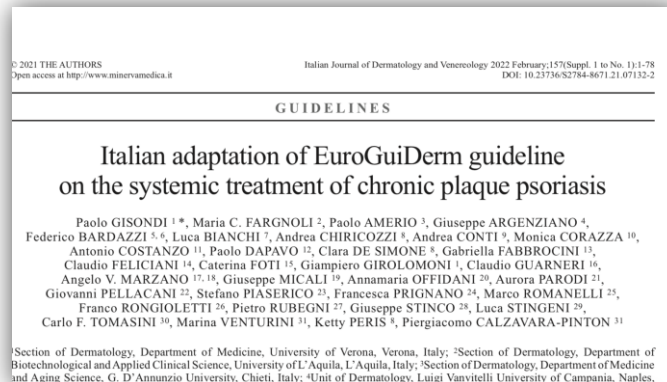 © 2021 THE AUTHORS
Open access at http://www.minervamedica.it
Italian Journal of Dermatology and Venereology 2022 February;157(Suppl. 1 to No. 1):1-78
DOI: 10.23736/S2784-8671.21.07132-2
GUIDELINES
Italian adaptation of EuroGuiDerm guideline
on the systemic treatment of chronic plaque psoriasis
Paolo GISONDI 1 *, Maria C. FARGNOLI 2, Paolo AMERIO 3, Giuseppe ARGENZIANO 4,
Federico BARDAZZI 5, 6, Luca BIANCHI 7, Andrea CHIRICOZZI 8, Andrea CONTI 9, Monica CORAZZA 10,
Antonio COSTANZO 11, Paolo DAPAVO 12, Clara DE SIMONE 8, Gabriella FABBROCINI 13,
Claudio FELICIANI 14, Caterina FOTI 15, Giampiero GIROLOMONI 1, Claudio GUARNERI 16,
Angelo V. MARZANO 17, 18, Giuseppe MICALI 19, Annamaria OFFIDANI 20, Aurora PARODI 21,
Giovanni PELLACANI 22, Stefano PIASERICO 23, Francesca PRIGNANO 24, Marco ROMANELLI 25,
Franco RONGIOLETTI 26, Pietro RUBEGNI 27, Giuseppe STINCO 28, Luca STINGENI 29,
Carlo F. TOMASINI 30, Marina VENTURINI 31, Ketty PERIS 8, Piergiacomo CALZAVARA-PINTON 31
1Section of Dermatology, Department of Medicine, University of Verona, Verona, Italy; 2Section of Dermatology, Department of
Biotechnological and Applied Clinical Science, University of L'Aquila, L'Aquila, Italy; 3Section of Dermatology, Department of Medicine
and Aging Science, G. D'Annunzio University, Chieti, Italy; 4Unit of Dermatology, Luigi Vanvitelli University of Campania, Naples,